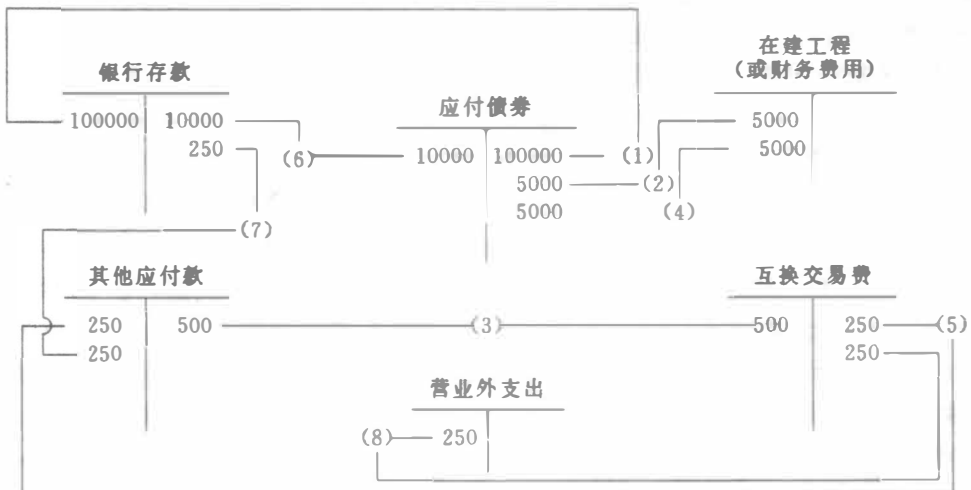 在建工程
(或财务费用)
银行存款
应付债券
100000 10000 5000
250 (6) 10000 100000 (1) 5000
5000 (2)
5000 (4)
(7)
其他应付款 互换交易费
250 500 (3) 500 250 (5)
250 250
营业外支出
(8) 250